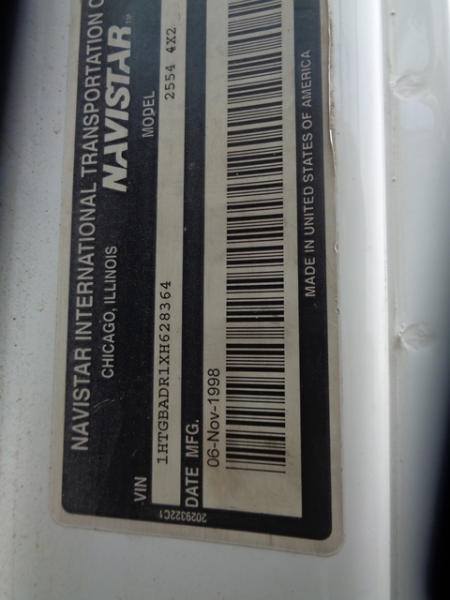 NAVISTAR INTERNATIONAL TRANSPORTATION
CHICAGO, ILLINOIS
NAVISTAR
VIN
1HTGBADR1XH628364
MODEL
2554 4X2
DATE MFG.
06-Nov-1998
MADE IN UNITED STATES OF AMERICA
2029322C1